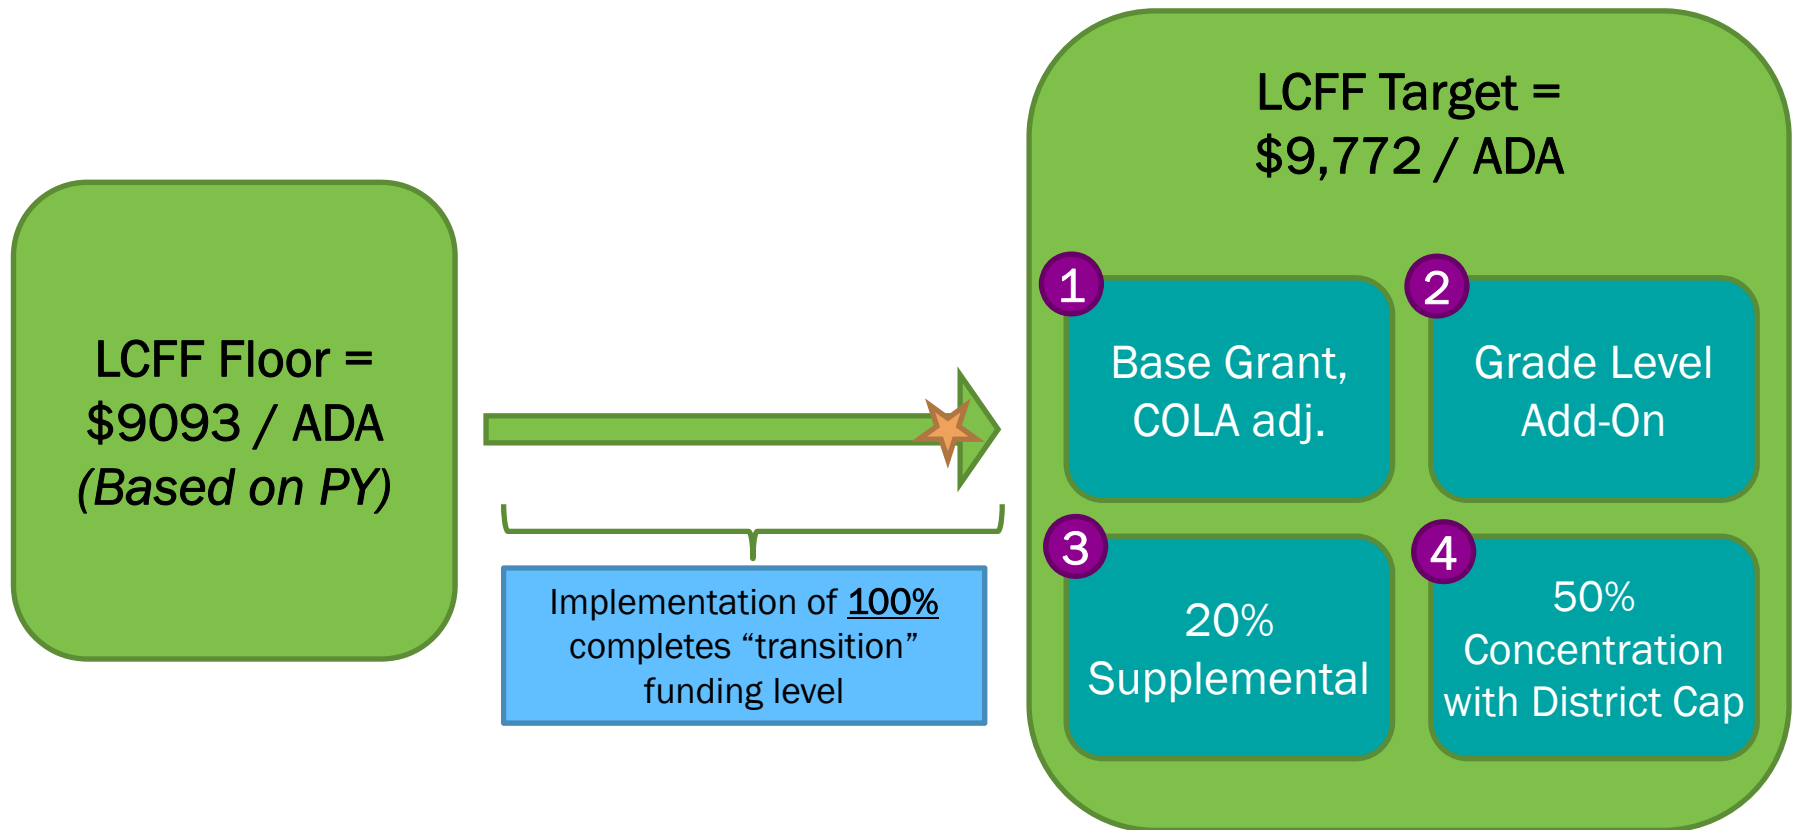 LCFF Floor =
$9093 / ADA
(Based on PY)
Implementation of 100%
completes “transition”
funding level
LCFF Target =
$9,772 / ADA
1
Base Grant,
COLA adj.
2
Grade Level
Add-On
3
20%
Supplemental
4
50%
Concentration
with District Cap